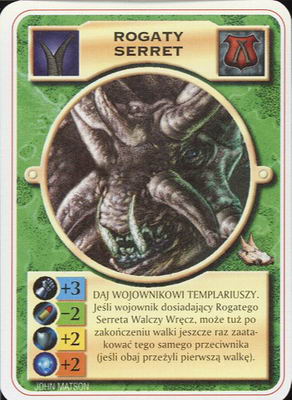 ROGATY
SERRET
+3
-2
+2
+2
DAJ WOJOWNIKOWI TEMPLARIUSZY.
Jeśli wojownik dosiadający Rogatego
Serreta Walczy Wręcz, może tuż po
zakończeniu walki jeszcze raz zaata-
kować tego samego przeciwnika
(jeśli obaj przeżyli pierwszą walkę).
JOHN MATSON